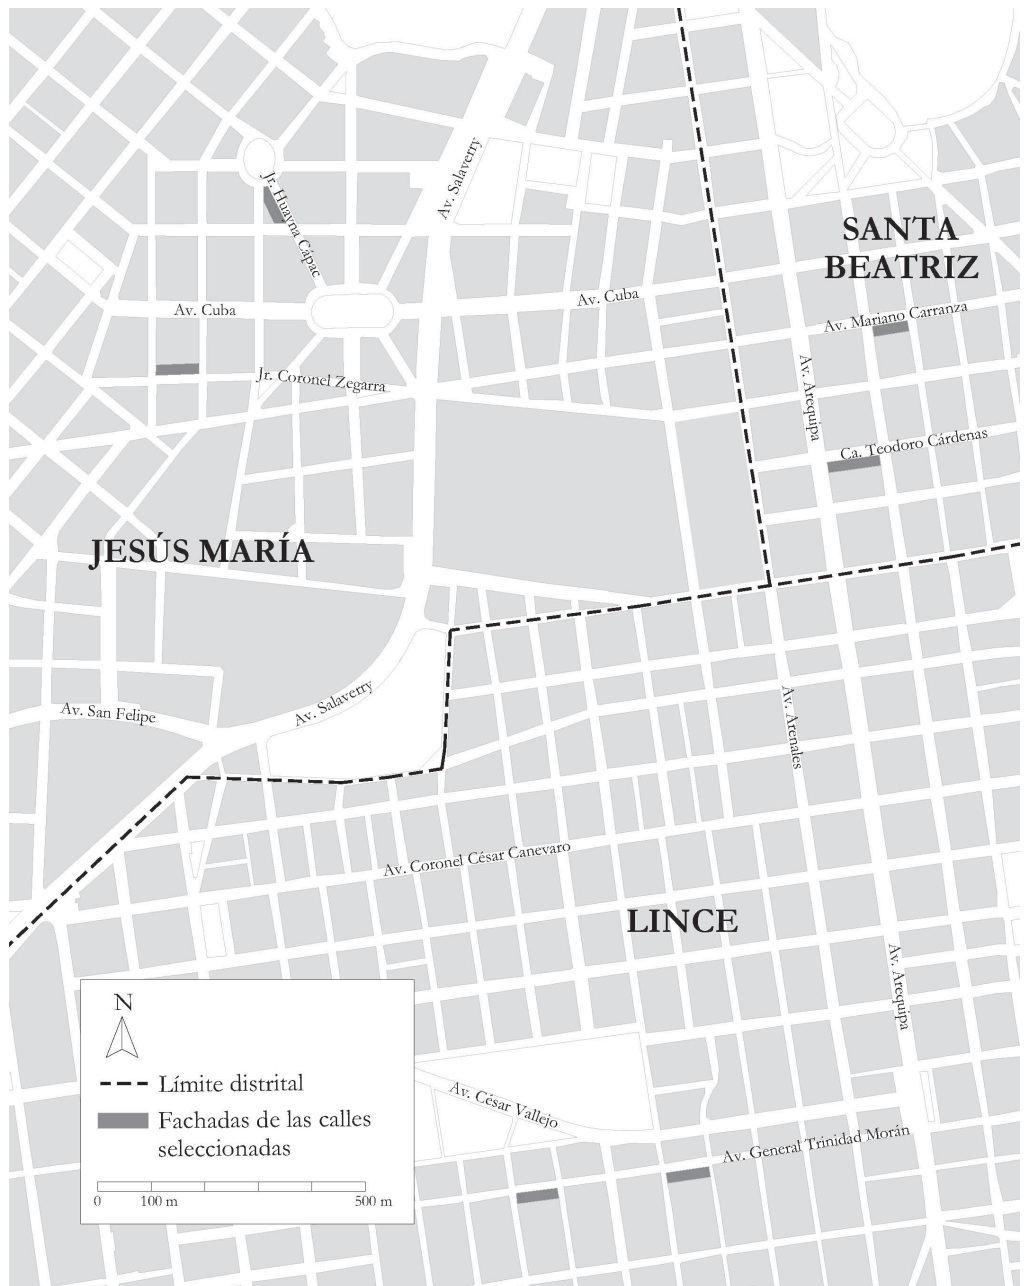 Av. Salaverry
Jr. Huayna Cápac
SANTA
BEATRIZ
Av. Cuba
Av. Cuba
Av. Mariano Carranza
Jr. Coronel Zegarra
Av. Arequipa
Ca. Teodoro Cárdenas
JESÚS MARÍA
Av. Salaverry
Av. San Felipe
Av. Arenales
Av. Coronel César Canevaro
LINCE
Av. Arequipa
N
Límite distrital
Fachadas de las calles
seleccionadas
0 100 m 500 m
Av. César Vallejo
Av. General Trinidad Morán